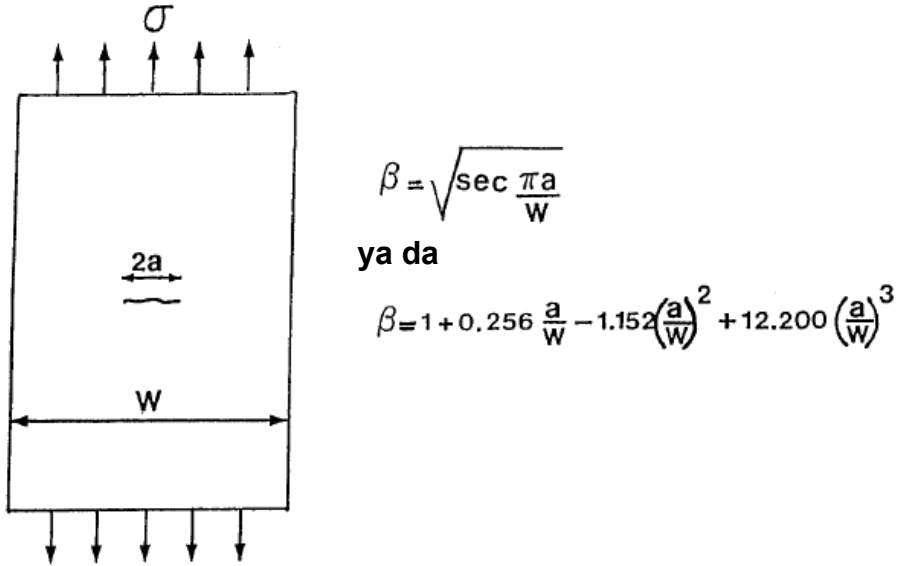 σ
β = √sec πa/W
ya da
2a
β = 1 + 0.256 a/W − 1.152 (a/W)² + 12.200 (a/W)³
W